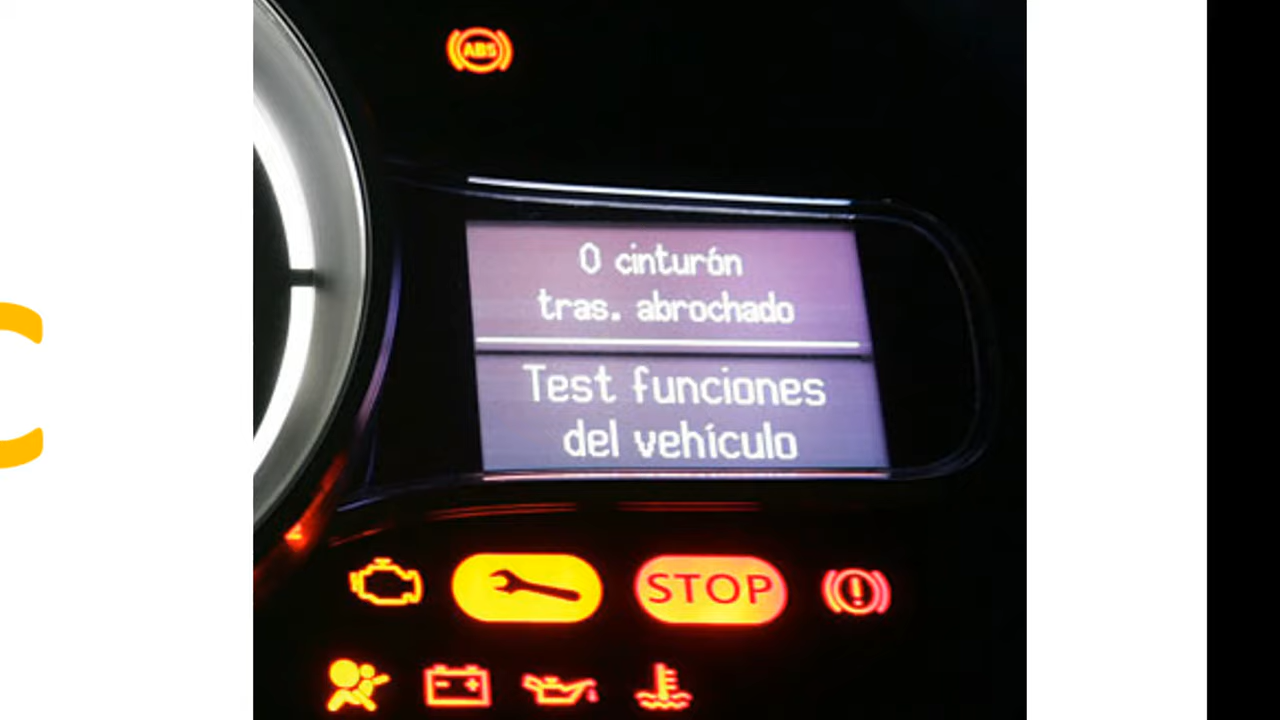 ABS
0 cinturón
tras. abrochado
Test funciones
del vehículo
STOP